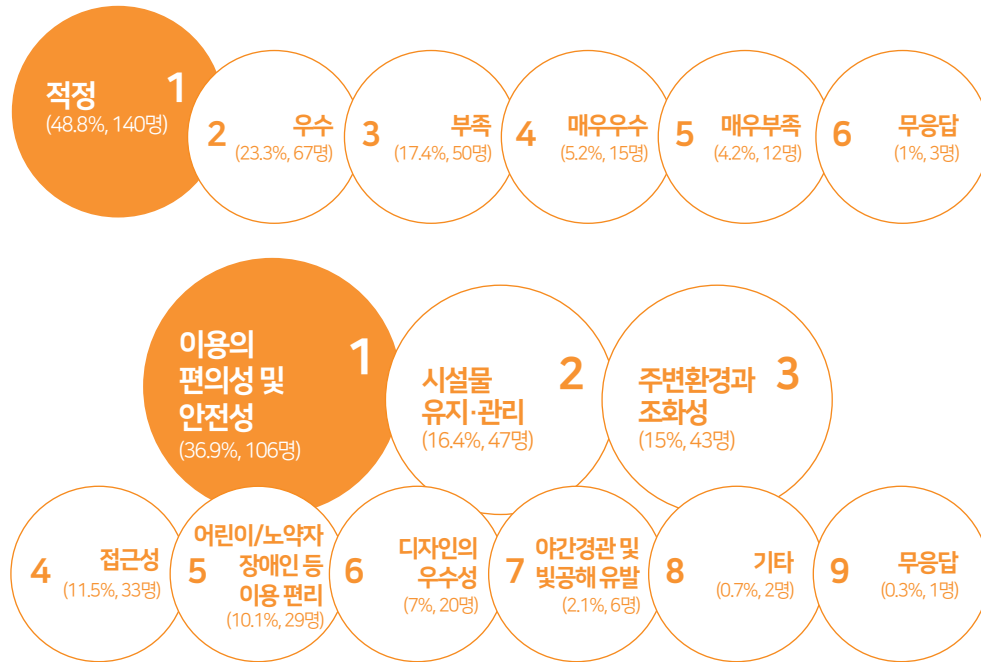 적정 1
(48.8%, 140명)
2 우수
(23.3%, 67명)
3 부족
(17.4%, 50명)
4 매우우수
(5.2%, 15명)
5 매우부족
(4.2%, 12명)
6 무응답
(1%, 3명)
이용의
편의성 및
안전성
1
(36.9%, 106명)
시설물
유지·관리
2
(16.4%, 47명)
주변환경과
조화성
3
(15%, 43명)
4 접근성
(11.5%, 33명)
5 어린이/노약자
장애인 등
이용 편리
(10.1%, 29명)
6 디자인의
우수성
(7%, 20명)
7 야간경관 및
빛공해 유발
(2.1%, 6명)
8 기타
(0.7%, 2명)
9 무응답
(0.3%, 1명)